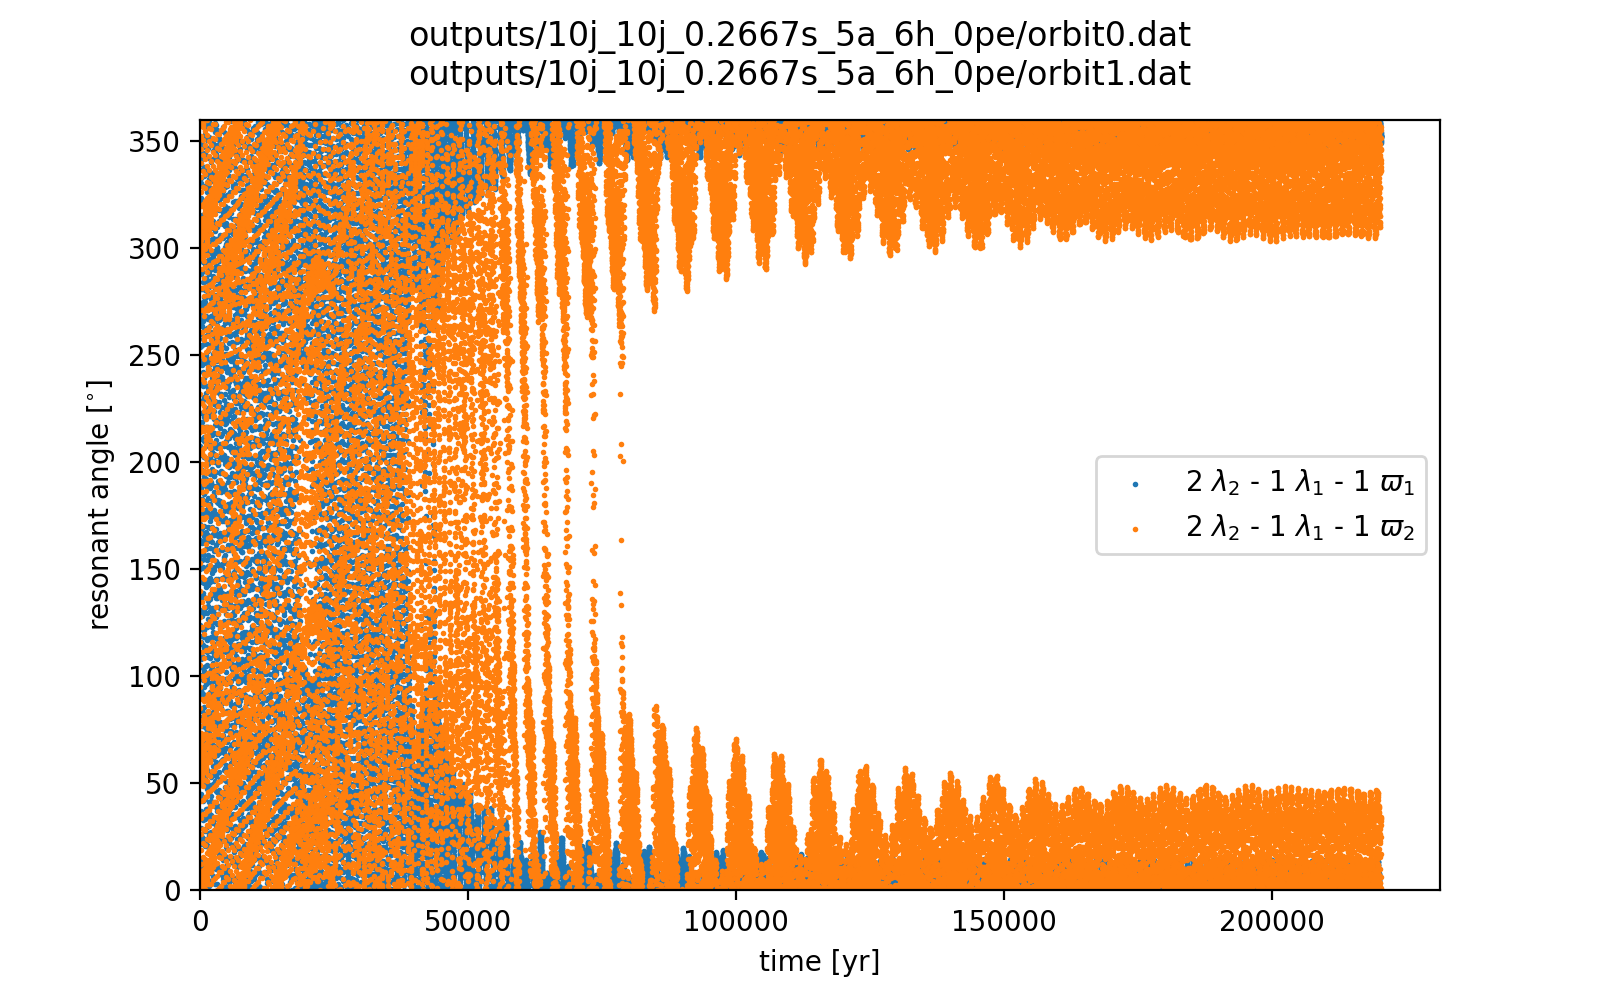 outputs/10j_10j_0.2667s_5a_6h_0pe/orbit0.dat
outputs/10j_10j_0.2667s_5a_6h_0pe/orbit1.dat
350
300
250
200
150
100
50
0
resonant angle [°]
2 λ₂ - 1 λ₁ - 1 ϖ₁
2 λ₂ - 1 λ₁ - 1 ϖ₂
0 50000 100000 150000 200000
time [yr]